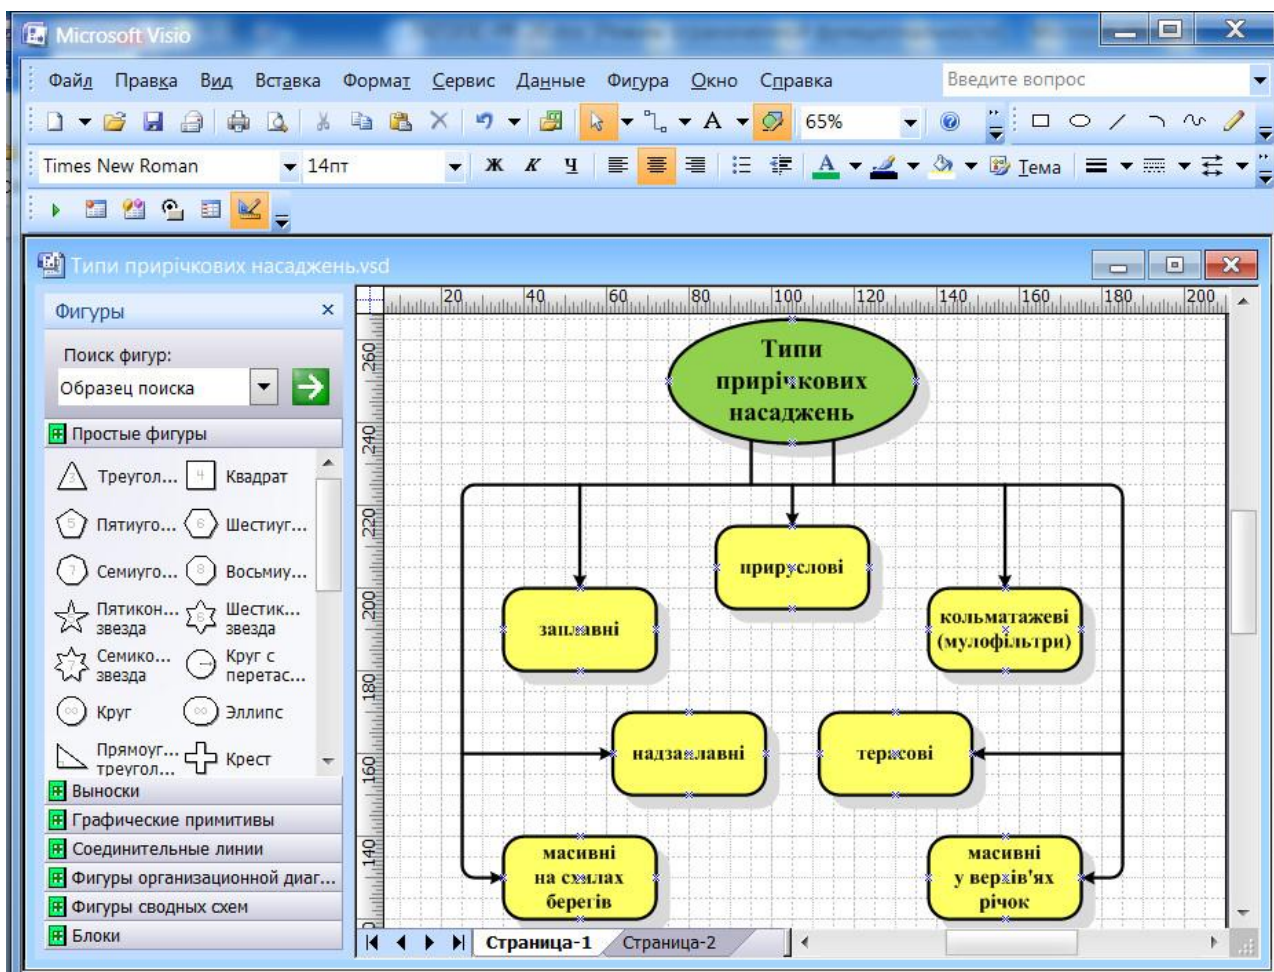 Microsoft Visio
Файл Правка Вид Вставка Формат Сервис Данные Фигура Окно Справка Введите вопрос
65%
Times New Roman 14пт Ж К Ч Тема
Типи прирічкових насаджень.vsd
Фигуры
Поиск фигур:
Образец поиска
Простые фигуры
Треугол... Квадрат
Пятиуго... Шестиуг...
Семиуго... Восьмиу...
Пятикон... звезда Шестик... звезда
Семико... звезда Круг с перетас...
Круг Эллипс
Прямоуг... треугол... Крест
Выноски
Графические примитивы
Соединительные линии
Фигуры организационной диаг...
Фигуры сводных схем
Блоки
20 40 60 80 100 120 140 160 180 200
260
240
220
200
180
160
140
Типи
прирічкових
насаджень
прируслові
заплавні
кольматажеві
(мулофільтри)
надзаплавні
терасові
масивні
на схилах
берегів
масивні
у верхів'ях
річок
Страница-1 Страница-2